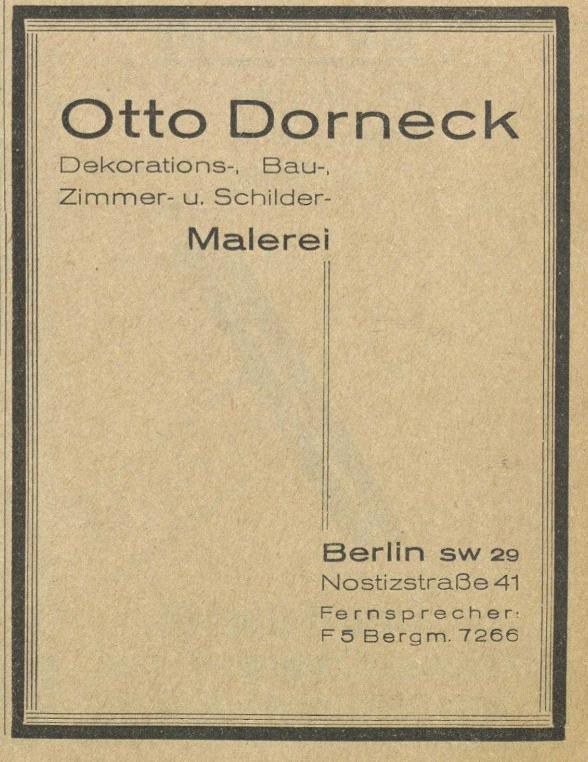 Otto Dorneck
Dekorations-, Bau-,
Zimmer- u. Schilder-
Malerei
Berlin SW 29
Nostizstraße 41
Fernsprecher:
F 5 Bergm. 7266